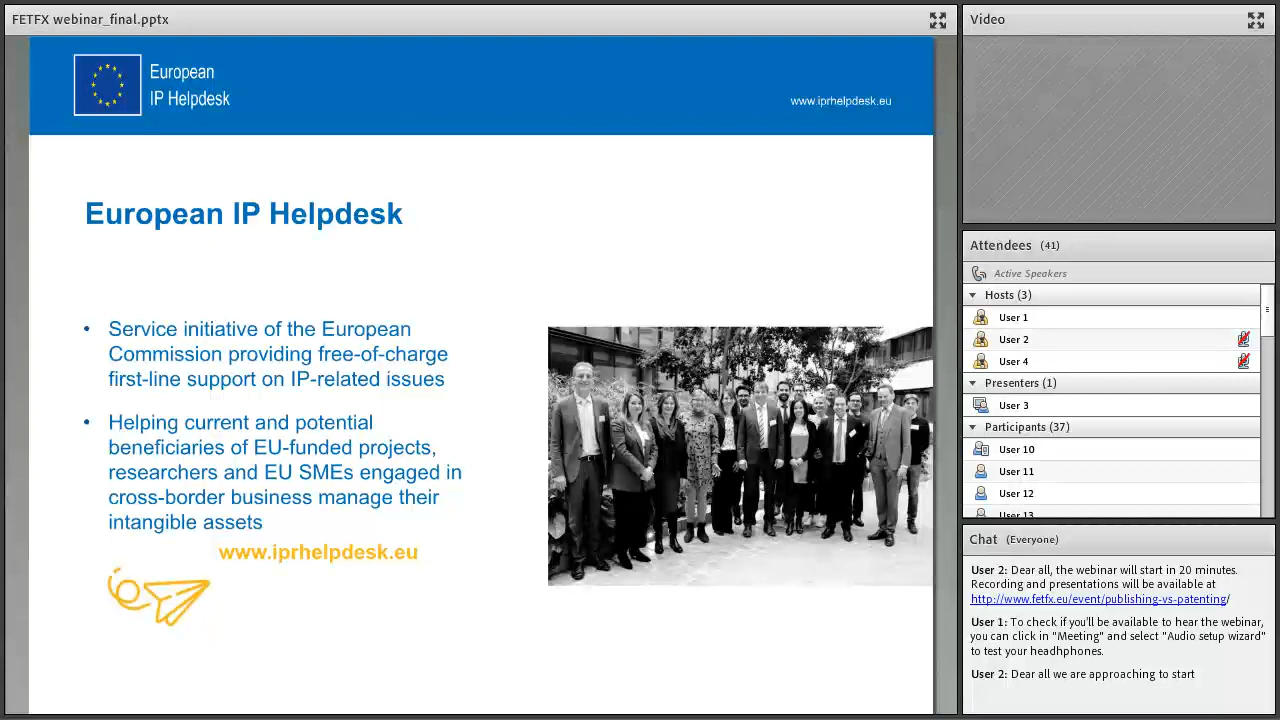 FETFX webinar_final.pptx
European
IP Helpdesk
www.iprhelpdesk.eu
European IP Helpdesk
• Service initiative of the European
Commission providing free-of-charge
first-line support on IP-related issues
• Helping current and potential
beneficiaries of EU-funded projects,
researchers and EU SMEs engaged in
cross-border business manage their
intangible assets
www.iprhelpdesk.eu
Video
Attendees (41)
Active Speakers
Hosts (3)
User 1
User 2
User 4
Presenters (1)
User 3
Participants (37)
User 10
User 11
User 12
User 13
Chat (Everyone)
User 2: Dear all, the webinar will start in 20 minutes.
Recording and presentations will be available at
http://www.fetfx.eu/event/publishing-vs-patenting/
User 1: To check if you'll be available to hear the webinar,
you can click in "Meeting" and select "Audio setup wizard"
to test your headhphones.
User 2: Dear all we are approaching to start